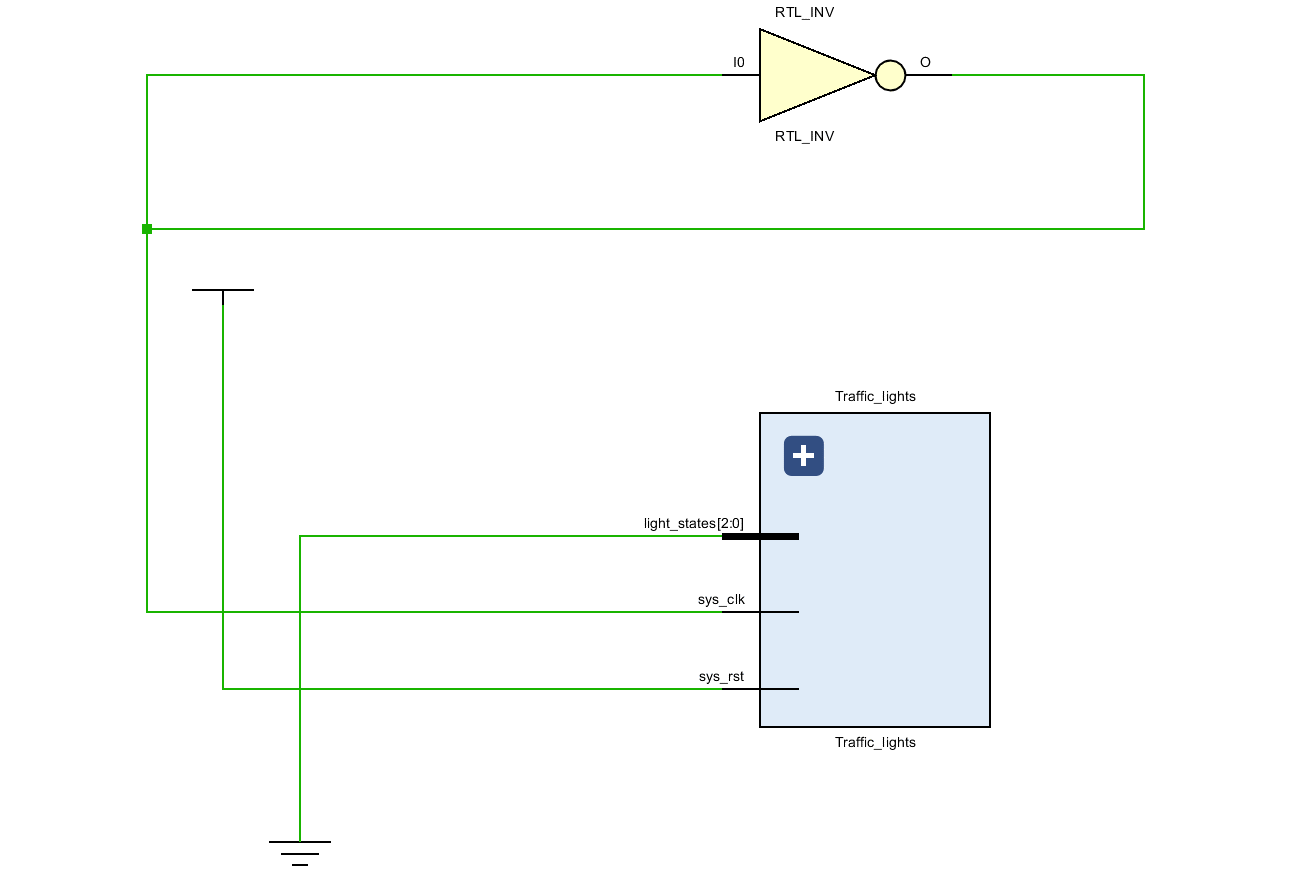 RTL_INV
I0
O
RTL_INV
Traffic_lights
light_states[2:0]
sys_clk
sys_rst
Traffic_lights